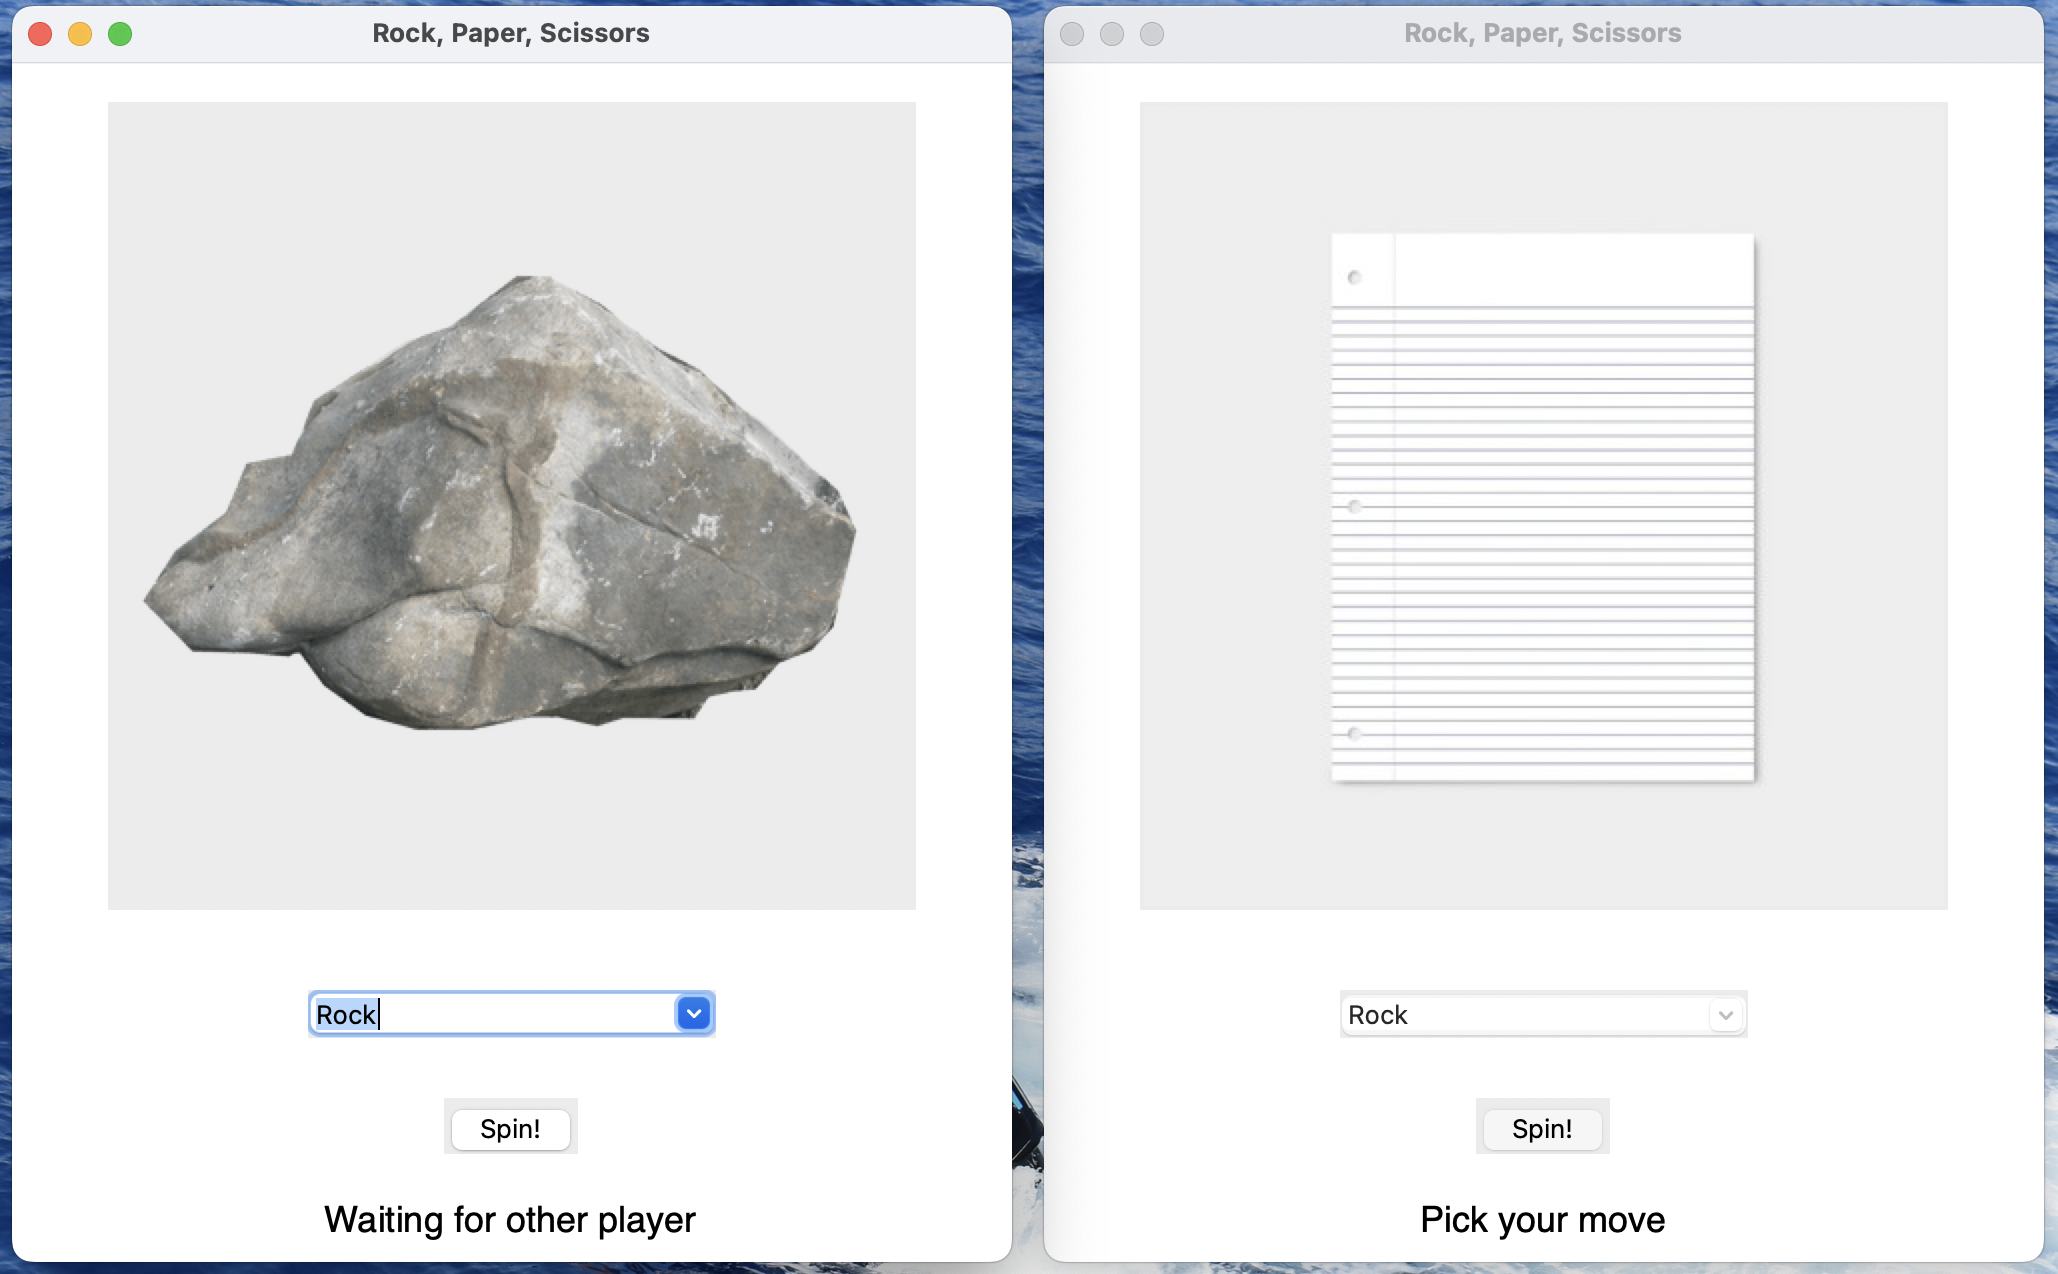 Rock, Paper, Scissors
Rock
Spin!
Waiting for other player
Rock, Paper, Scissors
Rock
Spin!
Pick your move